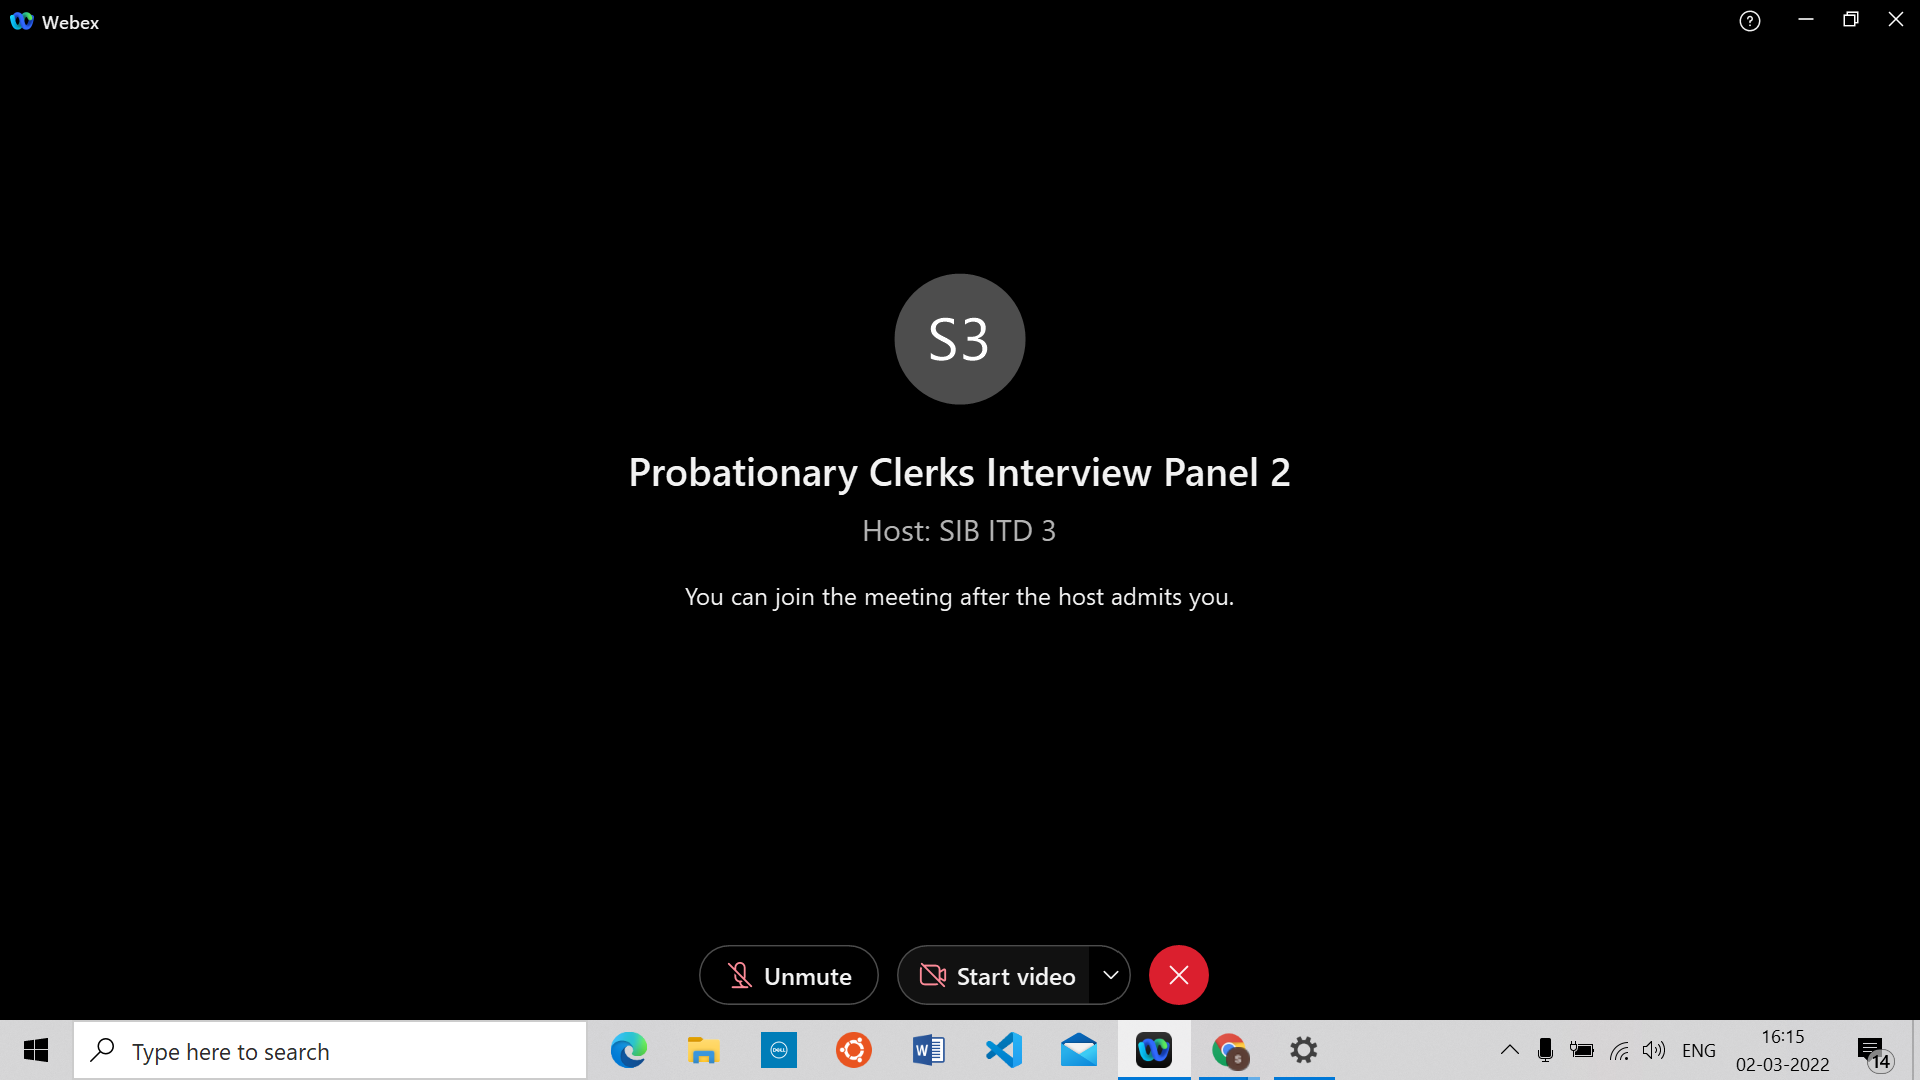 Webex
S3
Probationary Clerks Interview Panel 2
Host: SIB ITD 3
You can join the meeting after the host admits you.
Unmute
Start video
Type here to search
DELL
W
S
ENG
16:15
02-03-2022
14